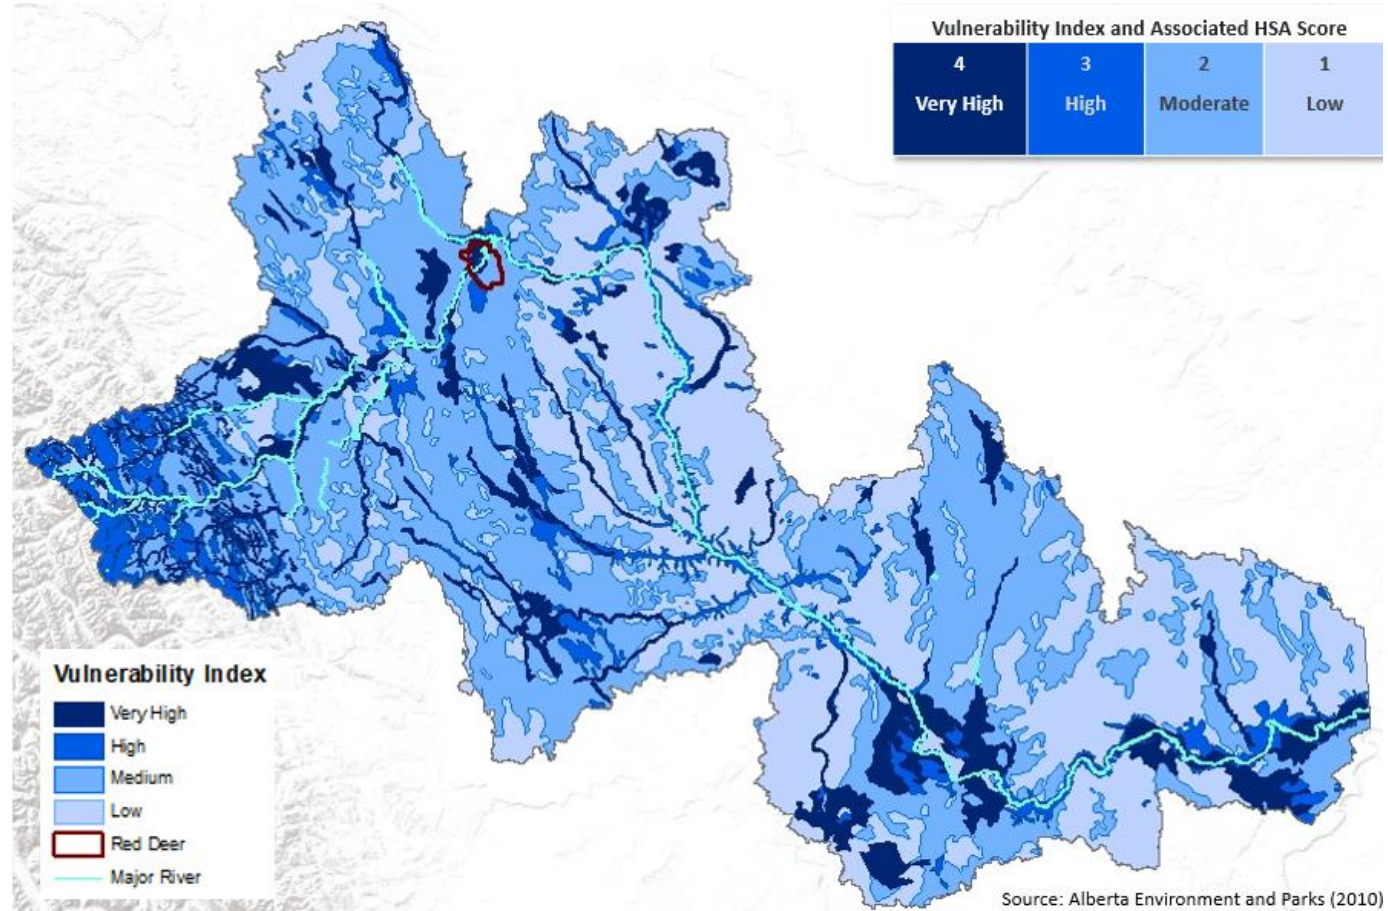 Vulnerability Index and Associated HSA Score
4 3 2 1
Very High High Moderate Low
Vulnerability Index
Very High
High
Medium
Low
Red Deer
Major River
Source: Alberta Environment and Parks (2010)